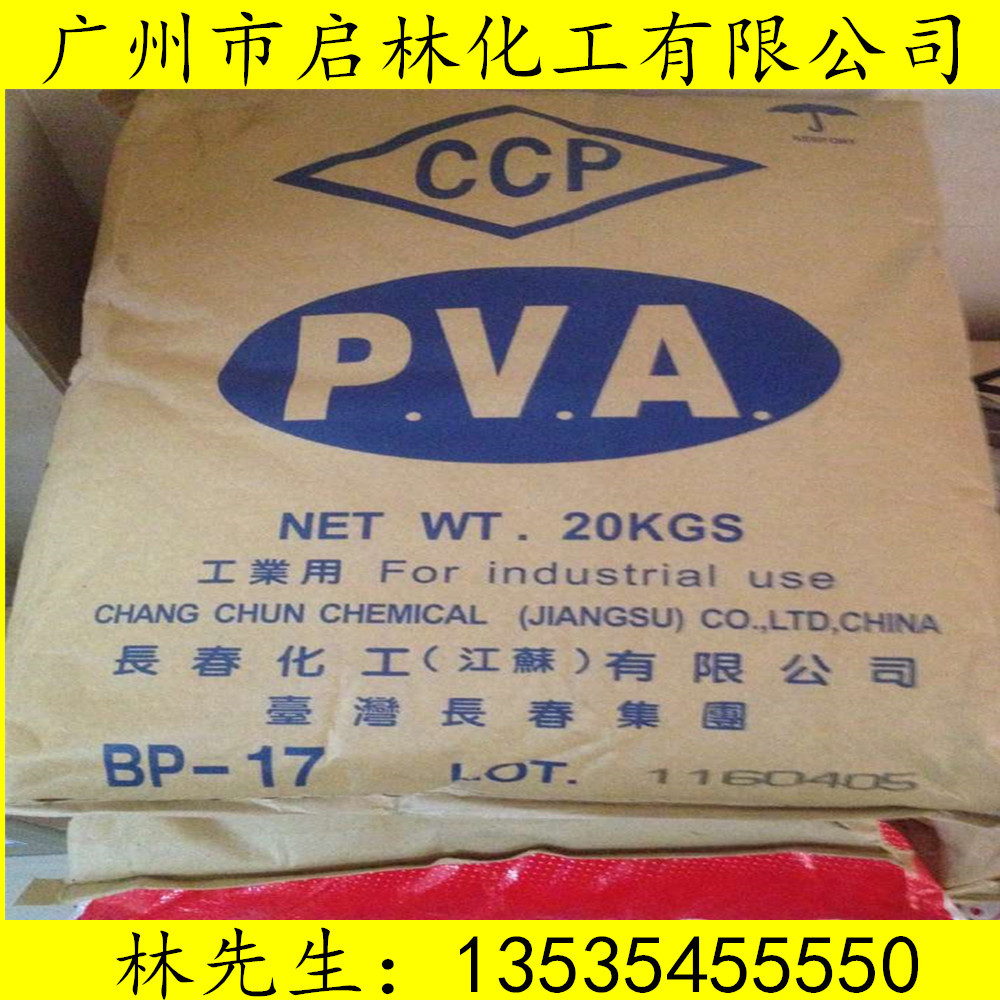 广州市启林化工有限公司
CCP
KEEP DRY
P.V.A.
NET WT. 20KGS
工業用 For industrial use
CHANG CHUN CHEMICAL (JIANGSU) CO.,LTD,CHINA
長春化工(江蘇)有限公司
臺灣長春集團
BP-17 LOT. 1160405
林先生：13535455550